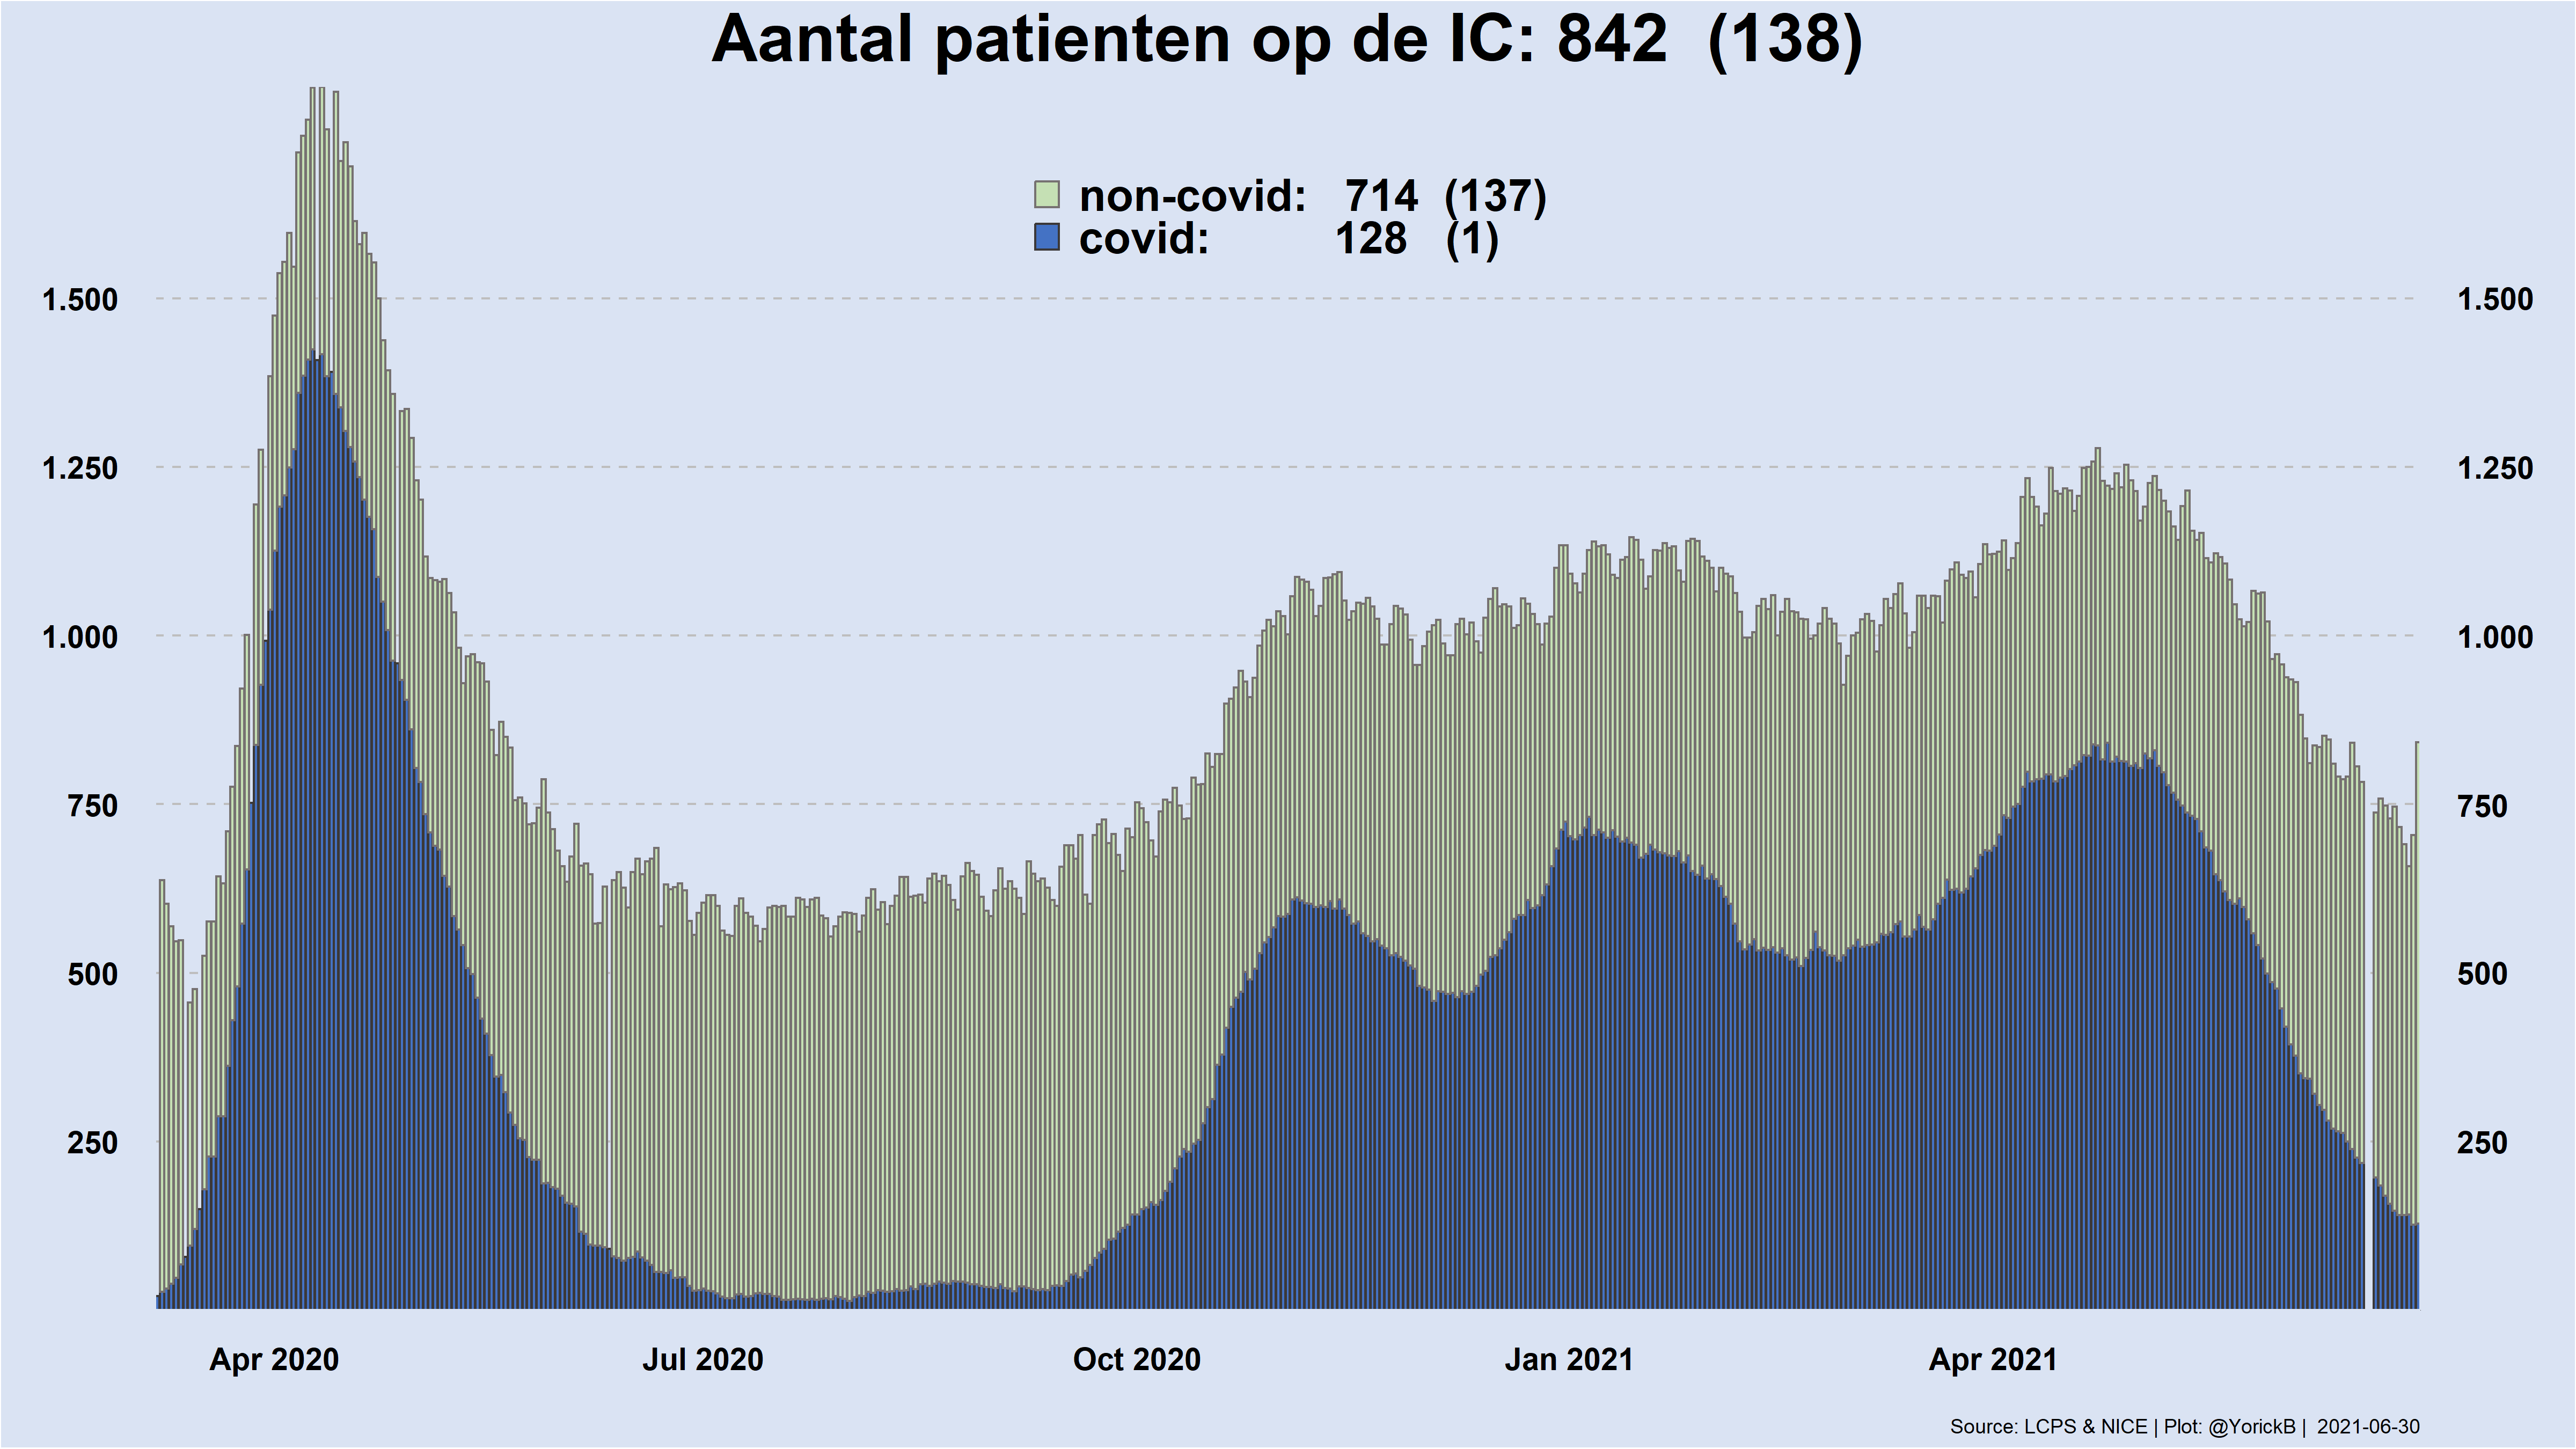 Aantal patienten op de IC: 842 (138)
non-covid: 714 (137)
covid: 128 (1)
1.500 1.500
1.250 1.250
1.000 1.000
750 750
500 500
250 250
Apr 2020 Jul 2020 Oct 2020 Jan 2021 Apr 2021
Source: LCPS & NICE | Plot: @YorickB | 2021-06-30